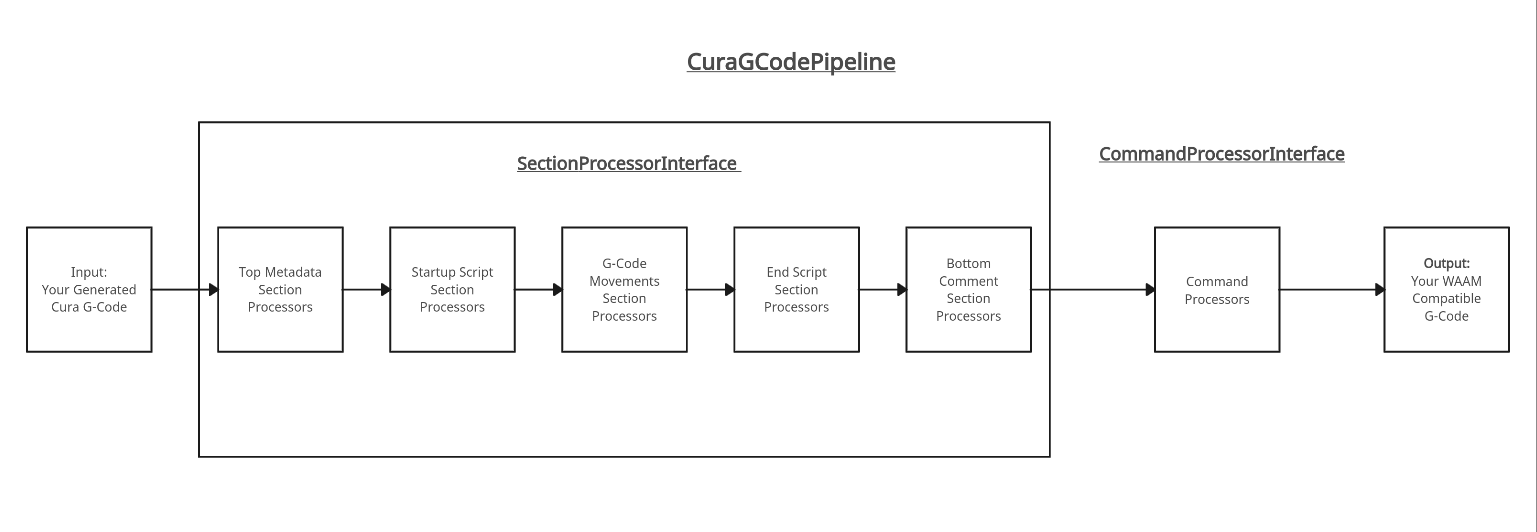 CuraGCodePipeline
SectionProcessorInterface
CommandProcessorInterface
Input:
Your Generated
Cura G-Code
Top Metadata
Section
Processors
Startup Script
Section
Processors
G-Code
Movements
Section
Processors
End Script
Section
Processors
Bottom
Comment
Section
Processors
Command
Processors
Output:
Your WAAM
Compatible
G-Code